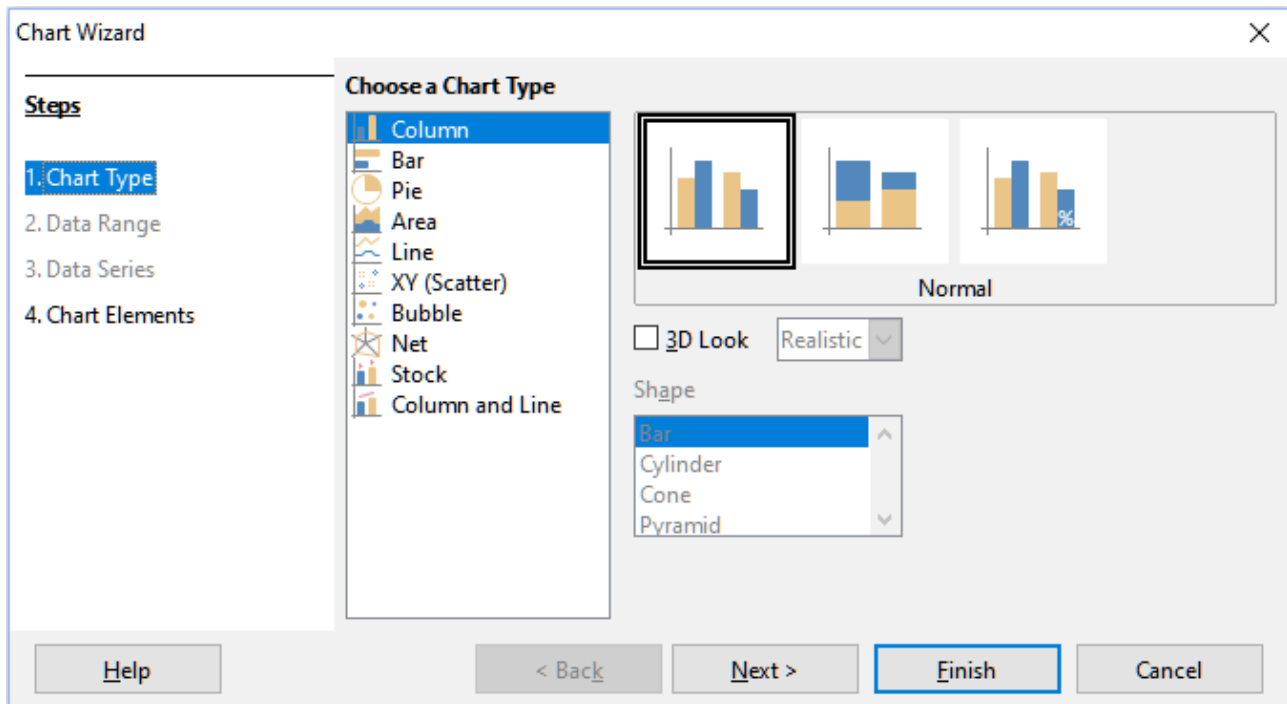 Chart Wizard
Steps
1. Chart Type
2. Data Range
3. Data Series
4. Chart Elements
Choose a Chart Type
Column
Bar
Pie
Area
Line
XY (Scatter)
Bubble
Net
Stock
Column and Line
%
Normal
3D Look
Realistic
Shape
Bar
Cylinder
Cone
Pyramid
Help
< Back
Next >
Finish
Cancel